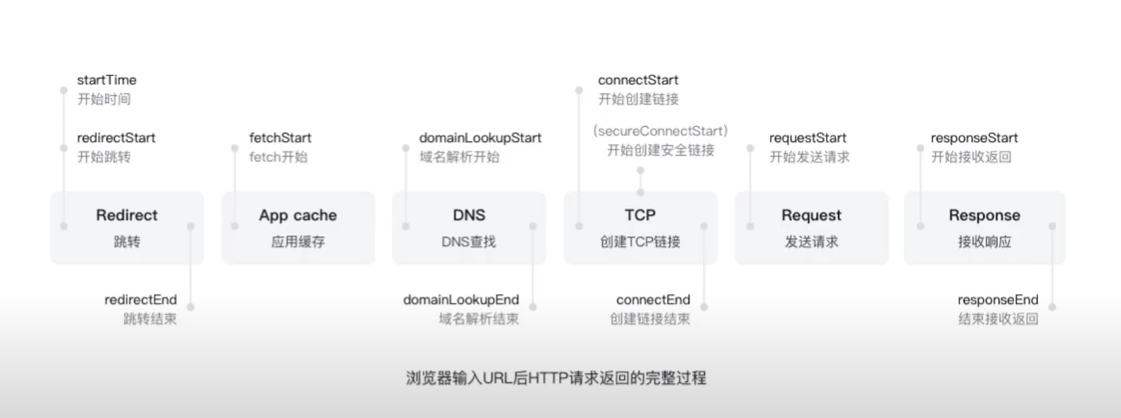 startTime
开始时间
redirectStart
开始跳转
Redirect
跳转
redirectEnd
跳转结束
fetchStart
fetch开始
App cache
应用缓存
domainLookupStart
域名解析开始
DNS
DNS查找
domainLookupEnd
域名解析结束
connectStart
开始创建链接
(secureConnectStart)
开始创建安全链接
TCP
创建TCP链接
connectEnd
创建链接结束
requestStart
开始发送请求
Request
发送请求
responseStart
开始接收返回
Response
接收响应
responseEnd
结束接收返回
浏览器输入URL后HTTP请求返回的完整过程